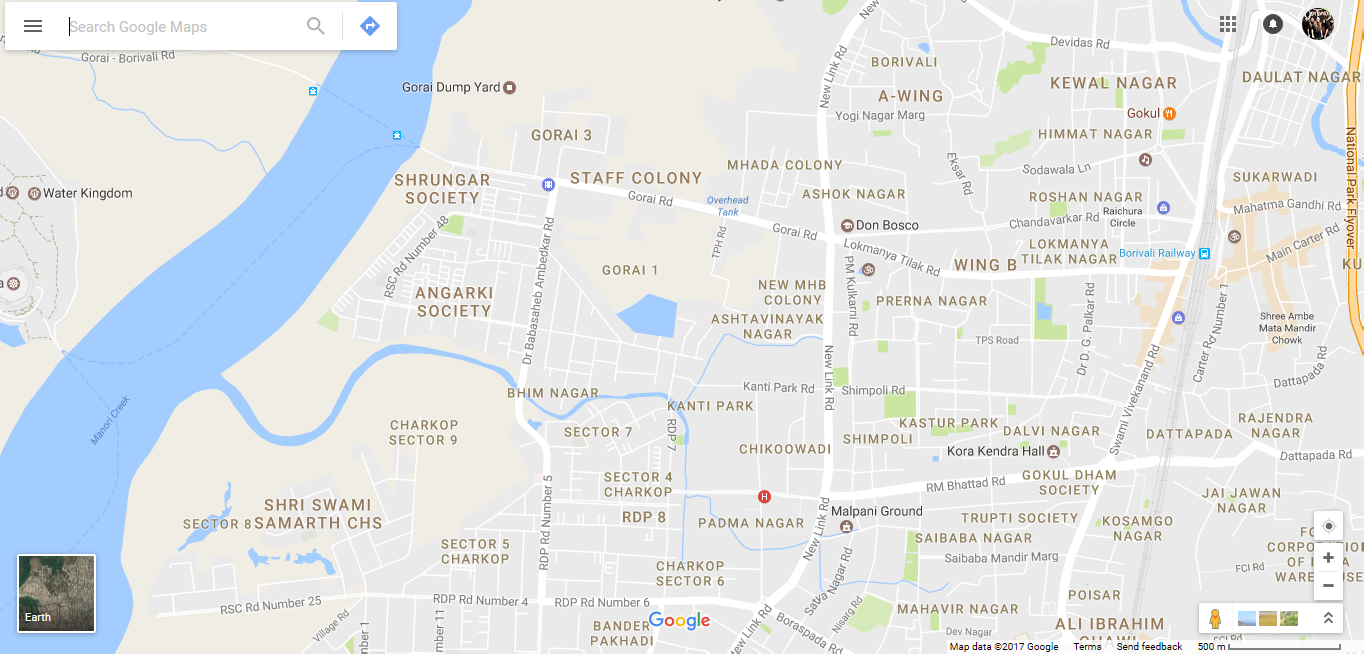 Search Google Maps
Gorai - Borivali Rd
Devidas Rd
BORIVALI
DAULAT NAGAR
KEWAL NAGAR
Gorai Dump Yard
New Link Rd
A-WING
Yogi Nagar Marg
Gokul
National Park Flyover
GORAI 3
HIMMAT NAGAR
MHADA COLONY
Eksar Rd
Sodawala Ln
SHRUNGAR
SOCIETY
STAFF COLONY
SUKARWADI
Water Kingdom
Gorai Rd
Overhead
Tank
ASHOK NAGAR
ROSHAN NAGAR
Raichura
Circle
Mahatma Gandhi Rd
Chandavarkar Rd
Don Bosco
RSC Rd Number 48
Gorai Rd
TPH Rd
Lokmanya Tilak Rd
LOKMANYA
TILAK NAGAR
Borivali Railway
Main Carter Rd
WING B
GORAI 1
PM Kulkarni Rd
Dr Babasaheb Ambedkar Rd
ANGARKI
SOCIETY
NEW MHB
COLONY
PRERNA NAGAR
ASHTAVINAYAK
NAGAR
Dr D. G. Palkar Rd
Carter Rd Number 1
Shree Ambe
Mata Mandir
Chowk
TPS Road
New Link Rd
Swami Vivekanand Rd
Dattapada Rd
BHIM NAGAR
Kanti Park Rd
Shimpoli Rd
Manori Creek
KANTI PARK
RDP 7
CHARKOP
SECTOR 9
SECTOR 7
KASTUR PARK
DALVI NAGAR
RAJENDRA
NAGAR
SHIMPOLI
DATTAPADA
CHIKOOWADI
Kora Kendra Hall
Dattapada Rd
SECTOR 4
CHARKOP
RM Bhattad Rd
GOKUL DHAM
SOCIETY
JAI JAWAN
NAGAR
RDP Rd Number 5
SHRI SWAMI
SAMARTH CHS
SECTOR 8
RDP 8
PADMA NAGAR
New Link Rd
Malpani Ground
TRUPTI SOCIETY
KOSAMGO
NAGAR
SAIBABA NAGAR
Saibaba Mandir Marg
SECTOR 5
CHARKOP
CHARKOP
SECTOR 6
Satya Nagar Rd
FCI Rd
RSC Rd Number 25
RDP Rd Number 4
RDP Rd Number 6
Nisarg Rd
MAHAVIR NAGAR
POISAR
Earth
Village Rd
BANDER
PAKHADI
Google
New Link Rd
Boraspada Rd
Dev Nagar
ALI IBRAHIM
Map data ©2017 Google Terms Send feedback 500 m